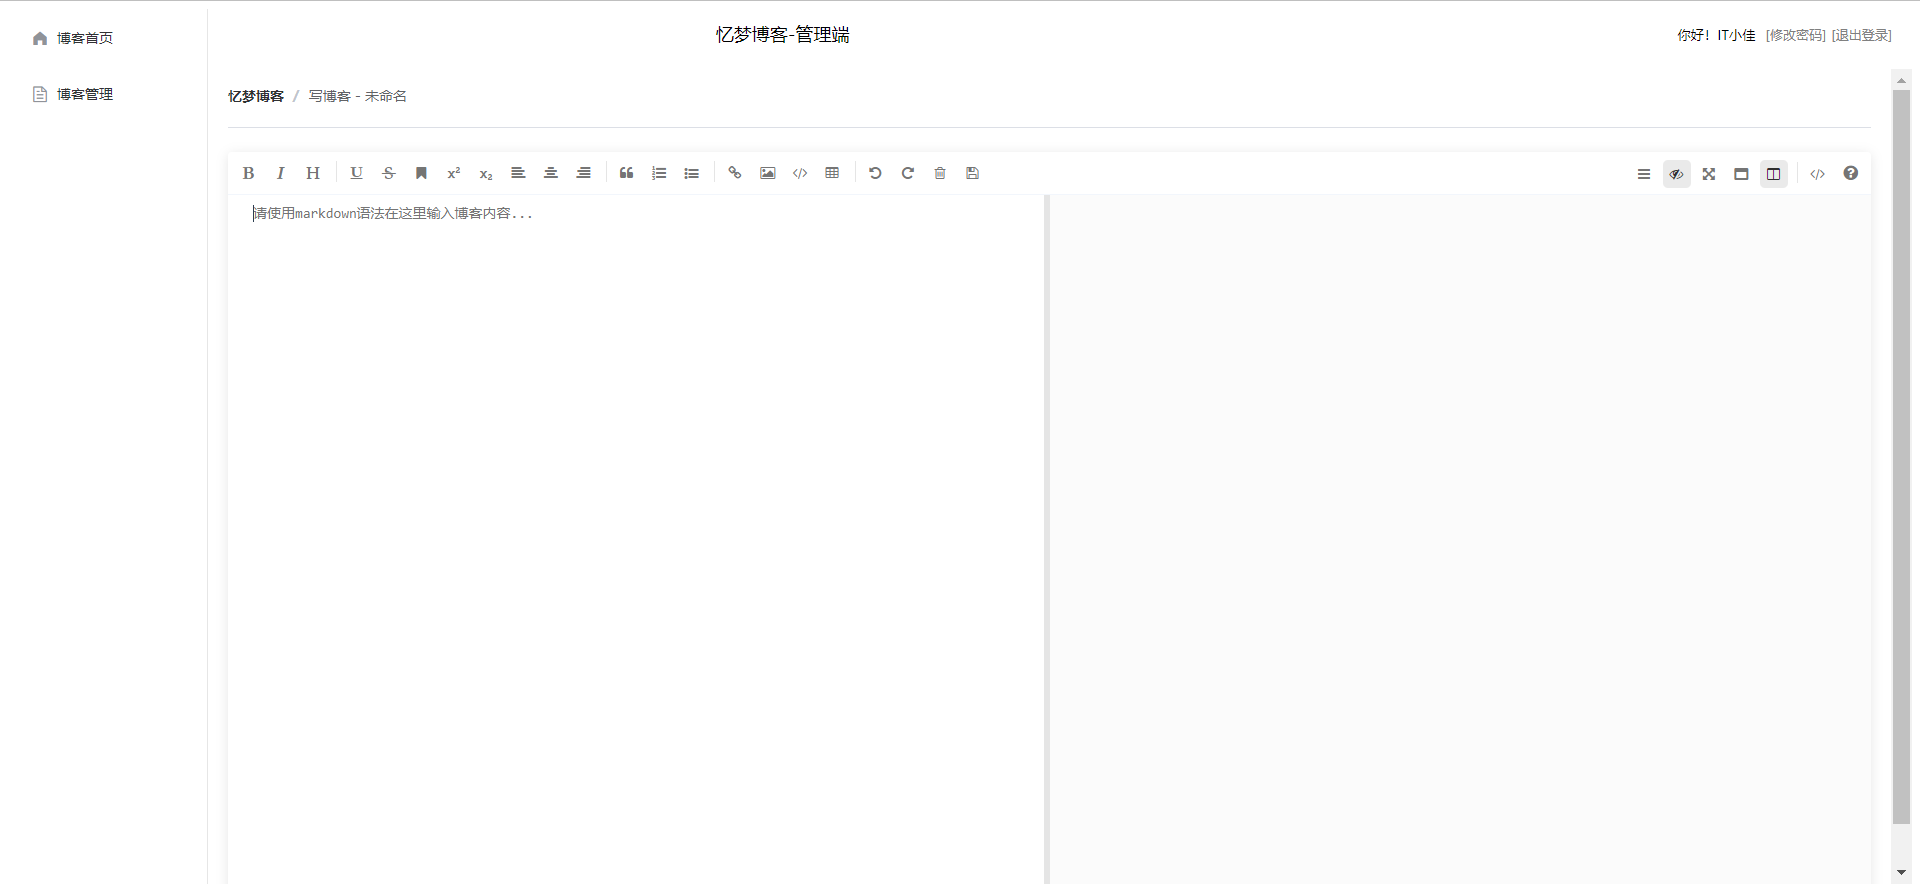 博客首页
博客管理
忆梦博客-管理端
你好！IT小佳 [修改密码] [退出登录]
忆梦博客 / 写博客 - 未命名
请使用markdown语法在这里输入博客内容...